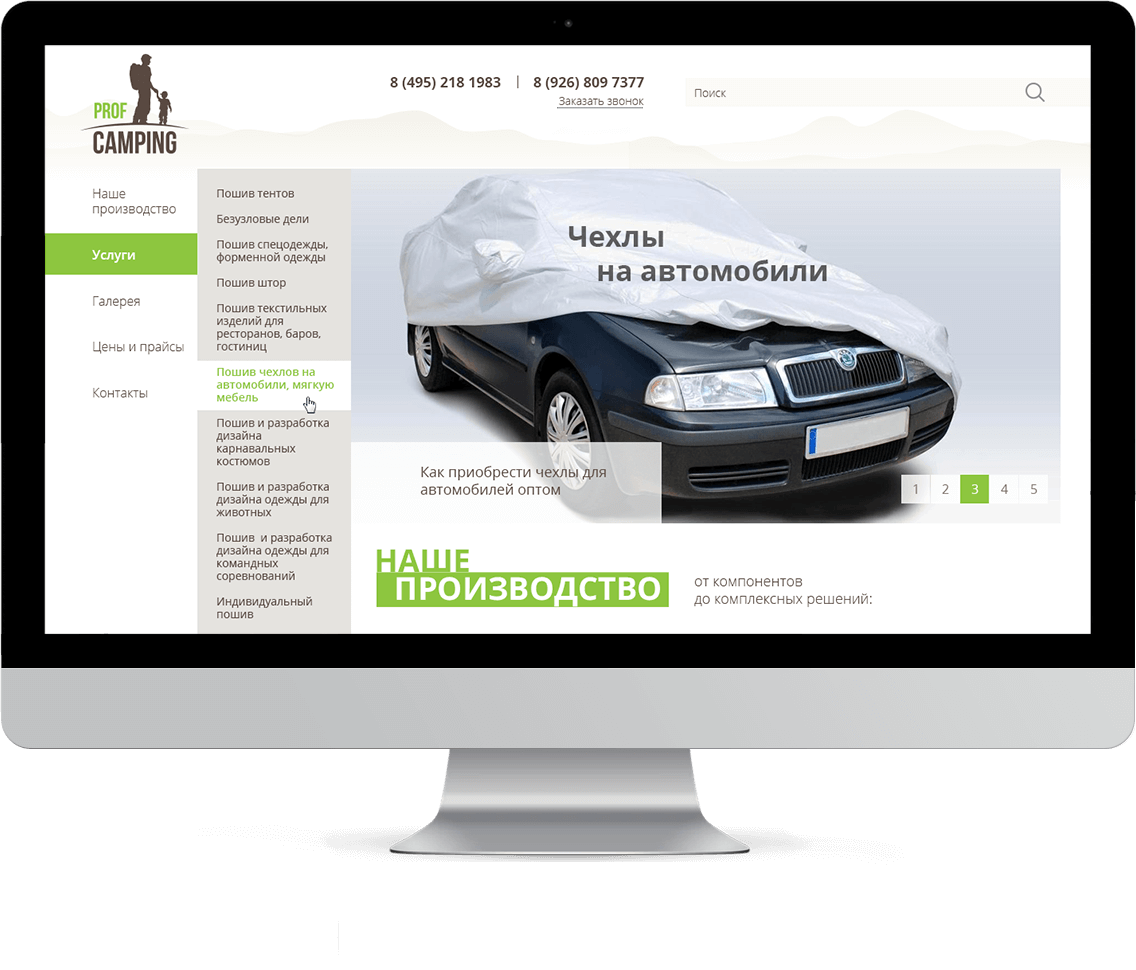 PROF
CAMPING
8 (495) 218 1983 | 8 (926) 809 7377
Заказать звонок
Поиск
Наше
производство
Услуги
Галерея
Цены и прайсы
Контакты
Пошив тентов
Безузловые дели
Пошив спецодежды,
форменной одежды
Пошив штор
Пошив текстильных
изделий для
ресторанов, баров,
гостиниц
Пошив чехлов на
автомобили, мягкую
мебель
Пошив и разработка
дизайна
карнавальных
костюмов
Пошив и разработка
дизайна одежды для
животных
Пошив и разработка
дизайна одежды для
командных
соревнований
Индивидуальный
пошив
Чехлы
на автомобили
Как приобрести чехлы для
автомобилей оптом
1 2 3 4 5
НАШЕ
ПРОИЗВОДСТВО
от компонентов
до комплексных решений: